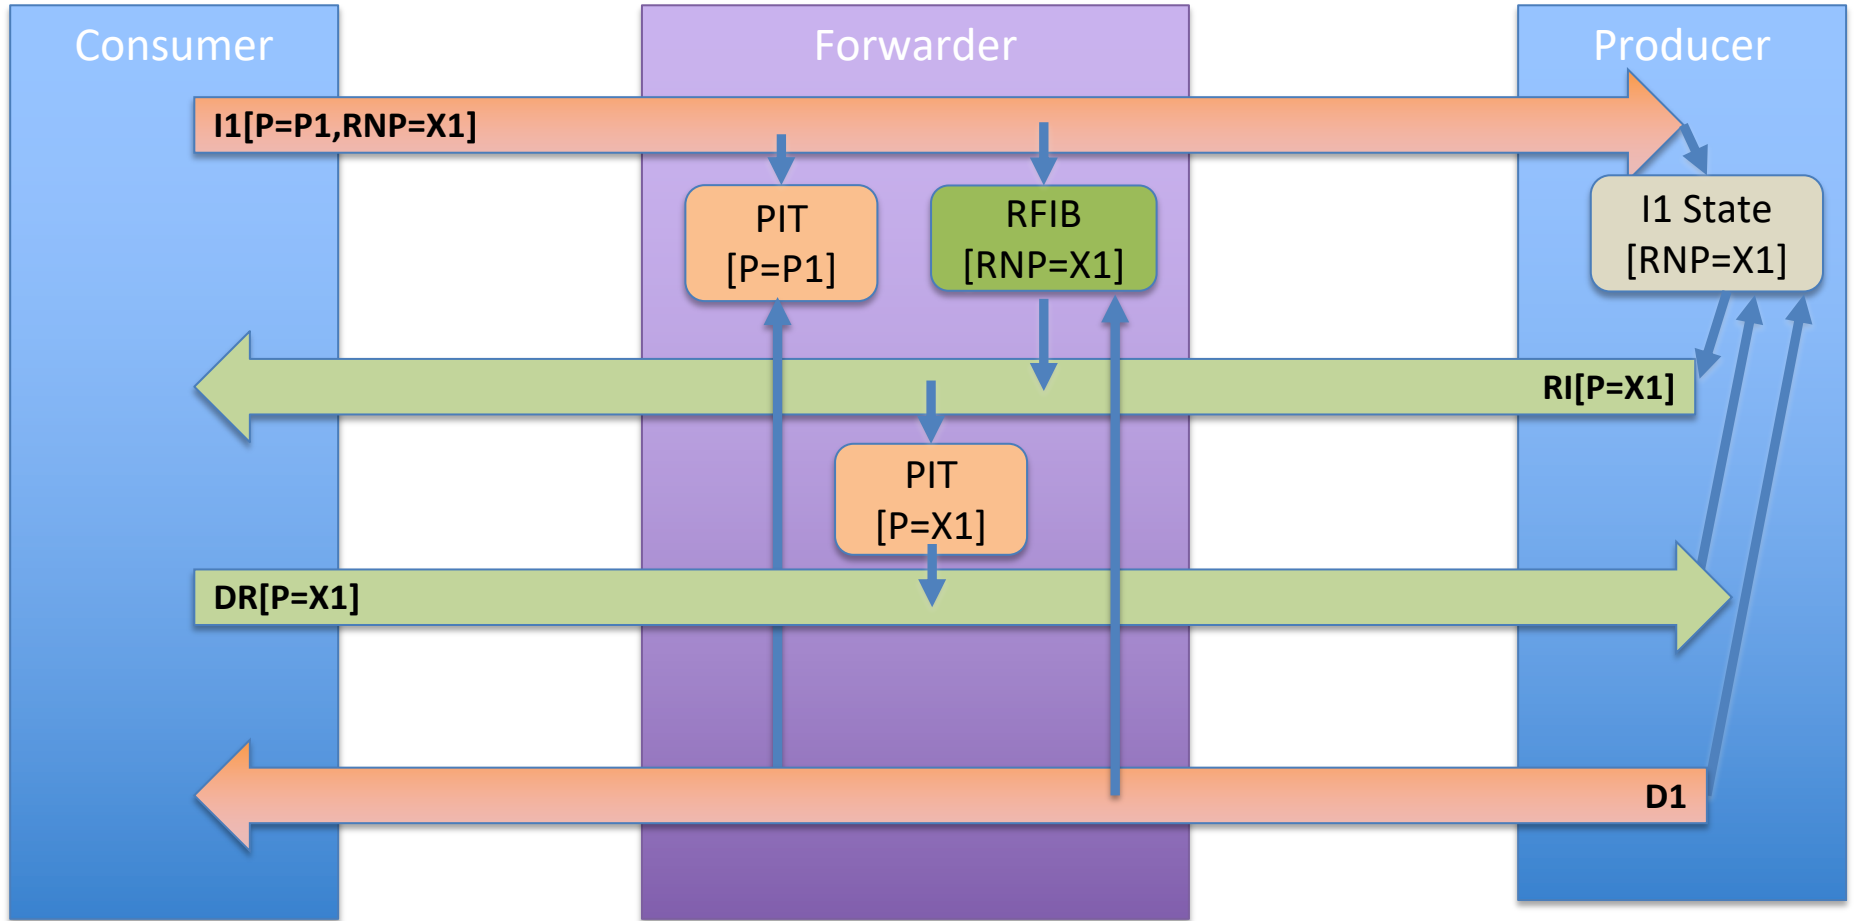 Consumer
Forwarder
Producer
I1[P=P1,RNP=X1]
PIT
[P=P1]
RFIB
[RNP=X1]
I1 State
[RNP=X1]
RI[P=X1]
PIT
[P=X1]
DR[P=X1]
D1